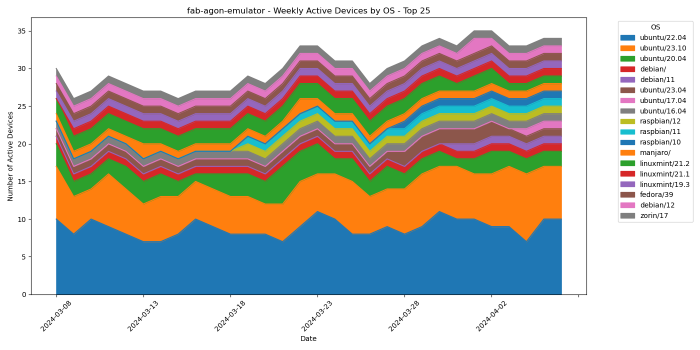 fab-agon-emulator - Weekly Active Devices by OS - Top 25
Number of Active Devices
35
30
25
20
15
10
5
0
2024-03-08
2024-03-13
2024-03-18
2024-03-23
2024-03-28
2024-04-02
Date
OS
ubuntu/22.04
ubuntu/23.10
ubuntu/20.04
debian/
debian/11
ubuntu/23.04
ubuntu/17.04
ubuntu/16.04
raspbian/12
raspbian/11
raspbian/10
manjaro/
linuxmint/21.2
linuxmint/21.1
linuxmint/19.3
fedora/39
debian/12
zorin/17